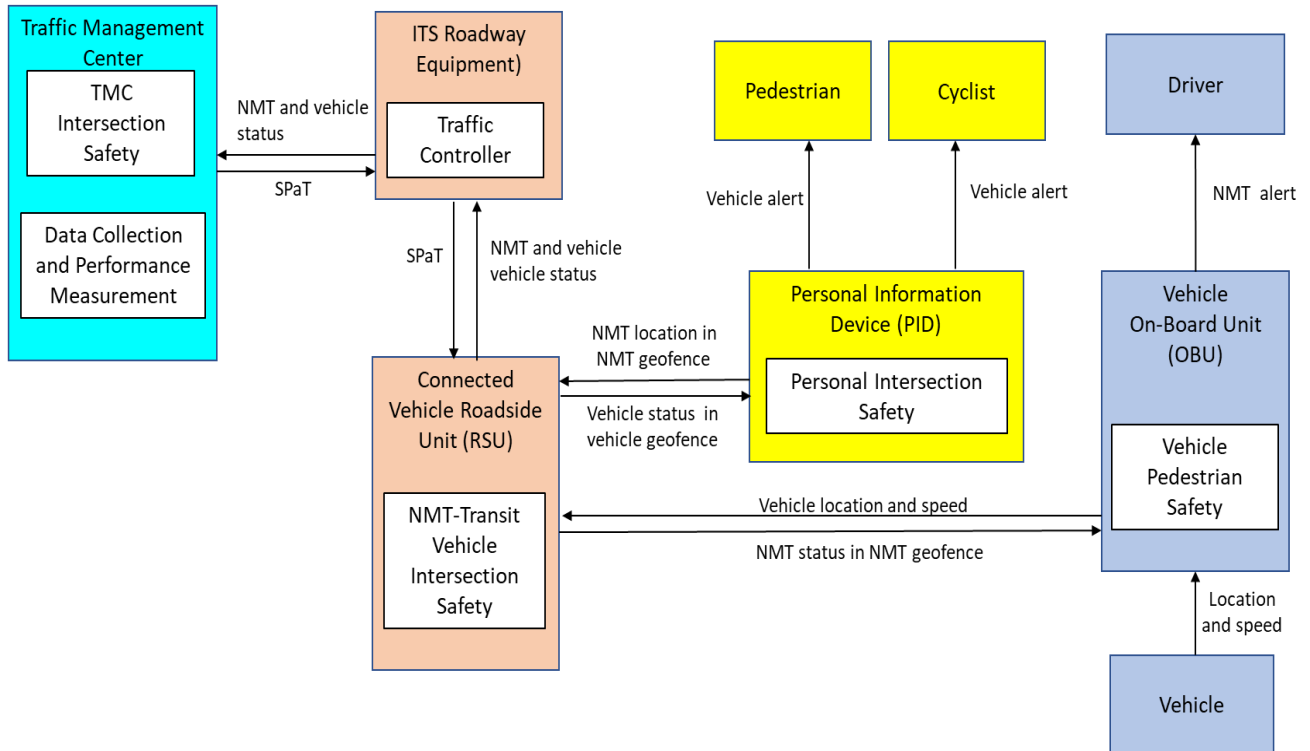 Traffic Management
Center
TMC
Intersection
Safety
Data Collection
and Performance
Measurement
NMT and vehicle
status
SPaT
ITS Roadway
Equipment)
Traffic
Controller
SPaT
NMT and vehicle
vehicle status
Connected
Vehicle Roadside
Unit (RSU)
NMT-Transit
Vehicle
Intersection
Safety
NMT location in
NMT geofence
Vehicle status in
vehicle geofence
Pedestrian
Cyclist
Vehicle alert
Vehicle alert
Personal Information
Device (PID)
Personal Intersection
Safety
Vehicle location and speed
NMT status in NMT geofence
Driver
NMT alert
Vehicle
On-Board Unit
(OBU)
Vehicle
Pedestrian
Safety
Location
and speed
Vehicle